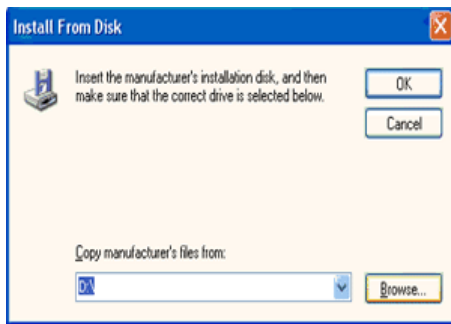 Install From Disk
Insert the manufacturer's installation disk, and then
make sure that the correct drive is selected below.
OK
Cancel
Copy manufacturer's files from:
D:\
Browse...